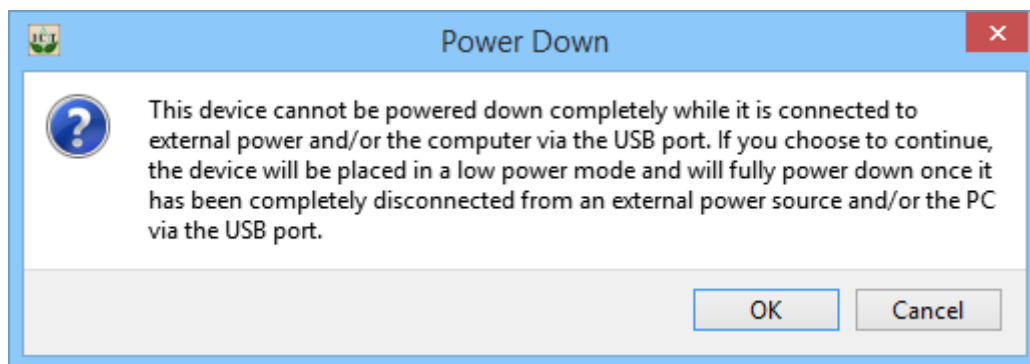 ICT
Power Down
This device cannot be powered down completely while it is connected to
external power and/or the computer via the USB port. If you choose to continue,
the device will be placed in a low power mode and will fully power down once it
has been completely disconnected from an external power source and/or the PC
via the USB port.
OK Cancel